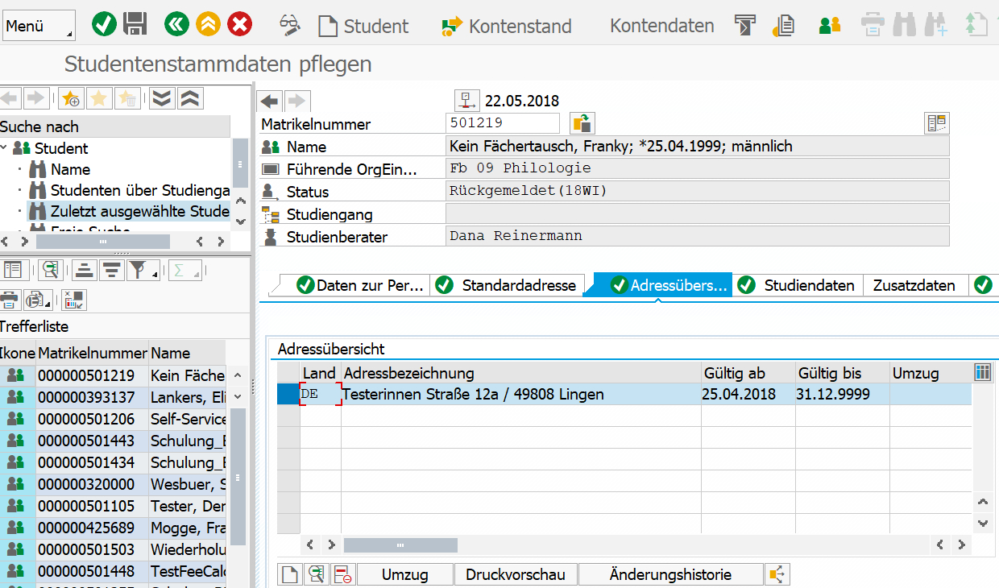 Menü
Student
Kontenstand
Kontendaten
Studentenstammdaten pflegen
Suche nach
Student
Name
Studenten über Studienga
Zuletzt ausgewählte Stude
22.05.2018
Matrikelnummer 501219
Name Kein Fächertausch, Franky; *25.04.1999; männlich
Führende OrgEin... Fb 09 Philologie
Status Rückgemeldet(18WI)
Studiengang
Studienberater Dana Reinermann
Daten zur Per... Standardadresse Adressübers... Studiendaten Zusatzdaten
Trefferliste
Ikone Matrikelnummer Name
000000501219 Kein Fäche
000000393137 Lankers, Eli
000000501206 Self-Service
000000501443 Schulung_E
000000501434 Schulung_E
000000320000 Wesbuer, S
000000501105 Tester, Der
000000425689 Mogge, Fra
000000501503 Wiederholu
000000501448 TestFeeCalc
Adressübersicht
Land Adressbezeichnung Gültig ab Gültig bis Umzug
DE Testerinnen Straße 12a / 49808 Lingen 25.04.2018 31.12.9999
Umzug Druckvorschau Änderungshistorie